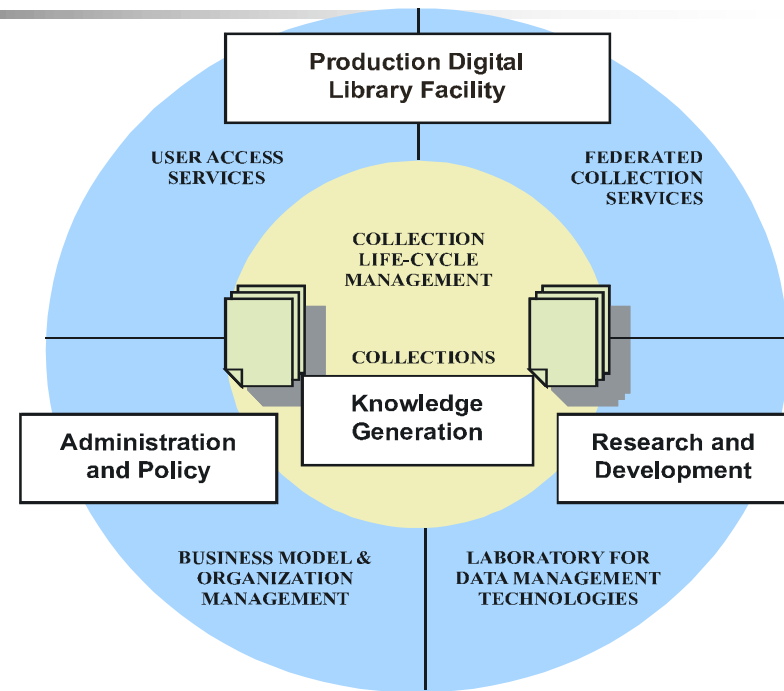 Production Digital
Library Facility
USER ACCESS
SERVICES
FEDERATED
COLLECTION
SERVICES
COLLECTION
LIFE-CYCLE
MANAGEMENT
COLLECTIONS
Knowledge
Generation
Administration
and Policy
Research and
Development
BUSINESS MODEL &
ORGANIZATION
MANAGEMENT
LABORATORY FOR
DATA MANAGEMENT
TECHNOLOGIES